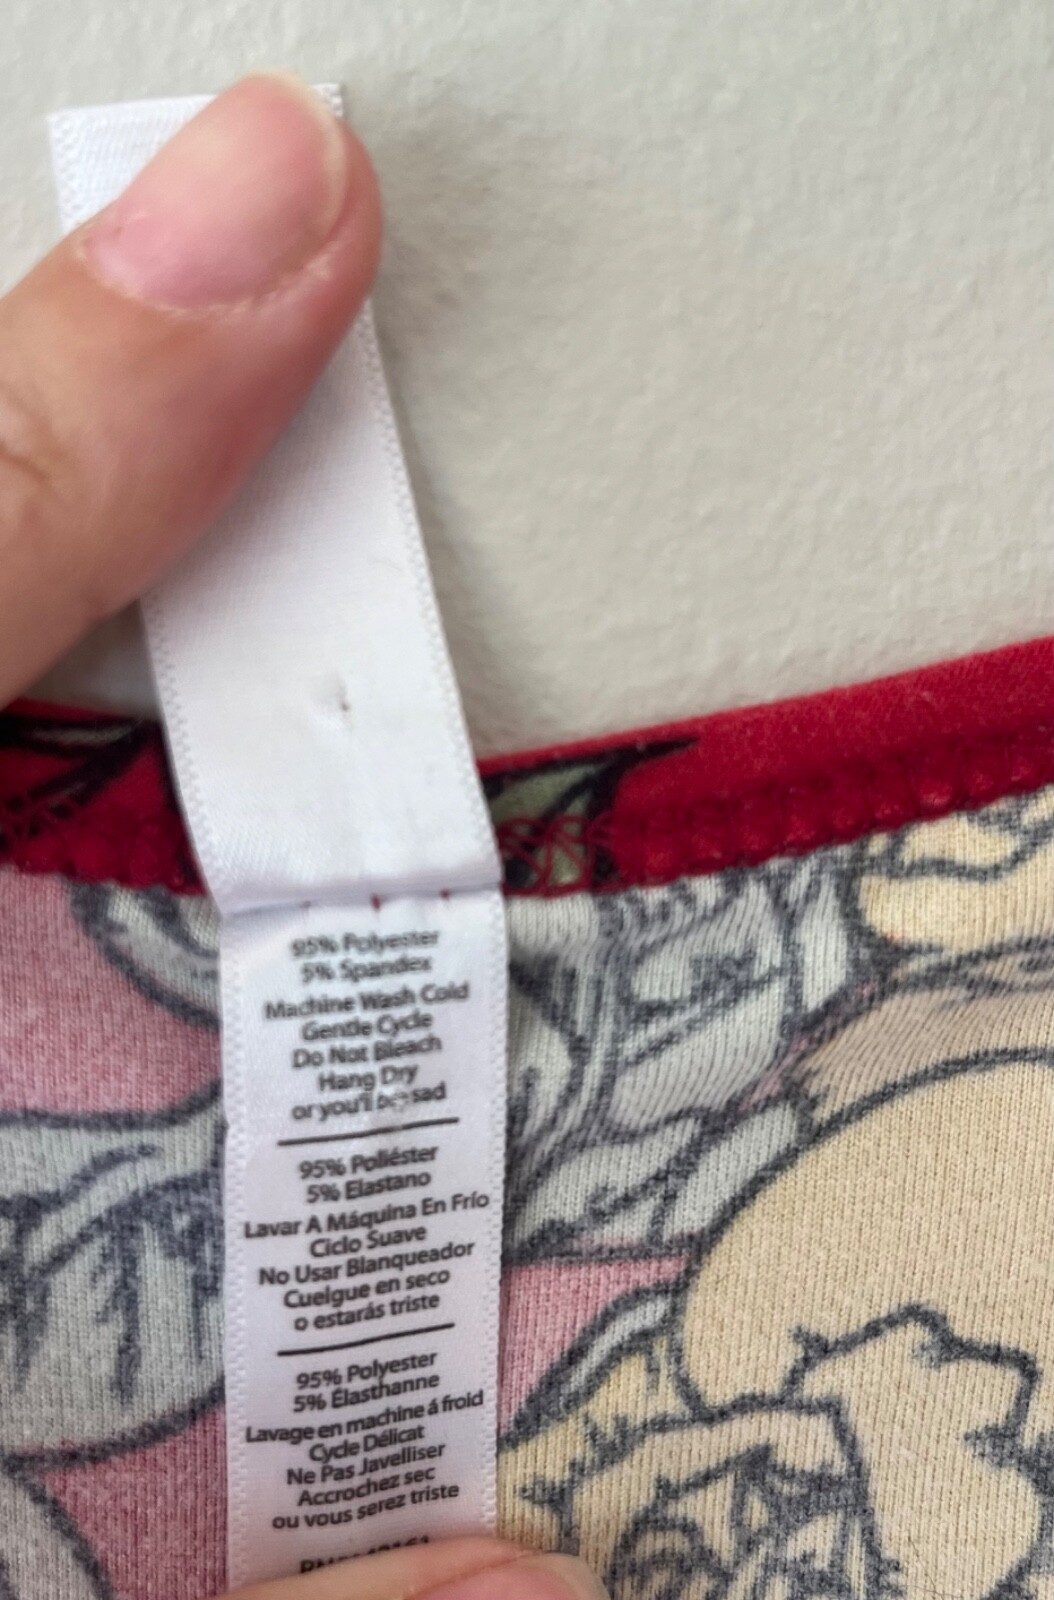 95% Polyester
5% Spandex
Machine Wash Cold
Gentle Cycle
Do Not Bleach
Hang Dry
or you'll be sad
95% Poliéster
5% Elastano
Lavar A Máquina En Frío
Ciclo Suave
No Usar Blanqueador
Cuelgue en seco
o estarás triste
95% Polyester
5% Élasthanne
Lavage en machine á froid
Cycle Délicat
Ne Pas Javelliser
Accrochez sec
ou vous serez triste